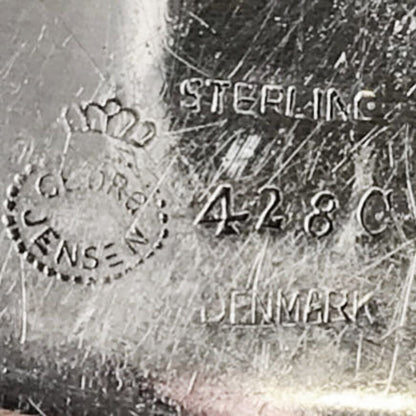 STERLING
GEORG
JENSEN
428C
DENMARK